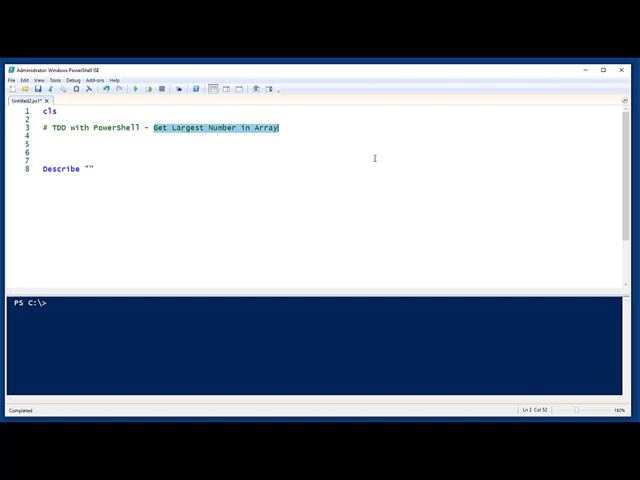 Administrator: Windows PowerShell ISE
File Edit View Tools Debug Add-ons Help
Untitled2.ps1*
1 cls
2
3 # TDD with PowerShell - Get Largest Number in Array
4
5
6
7
8 Describe ""
PS C:\>
Completed
Ln 3 Col 52
160%